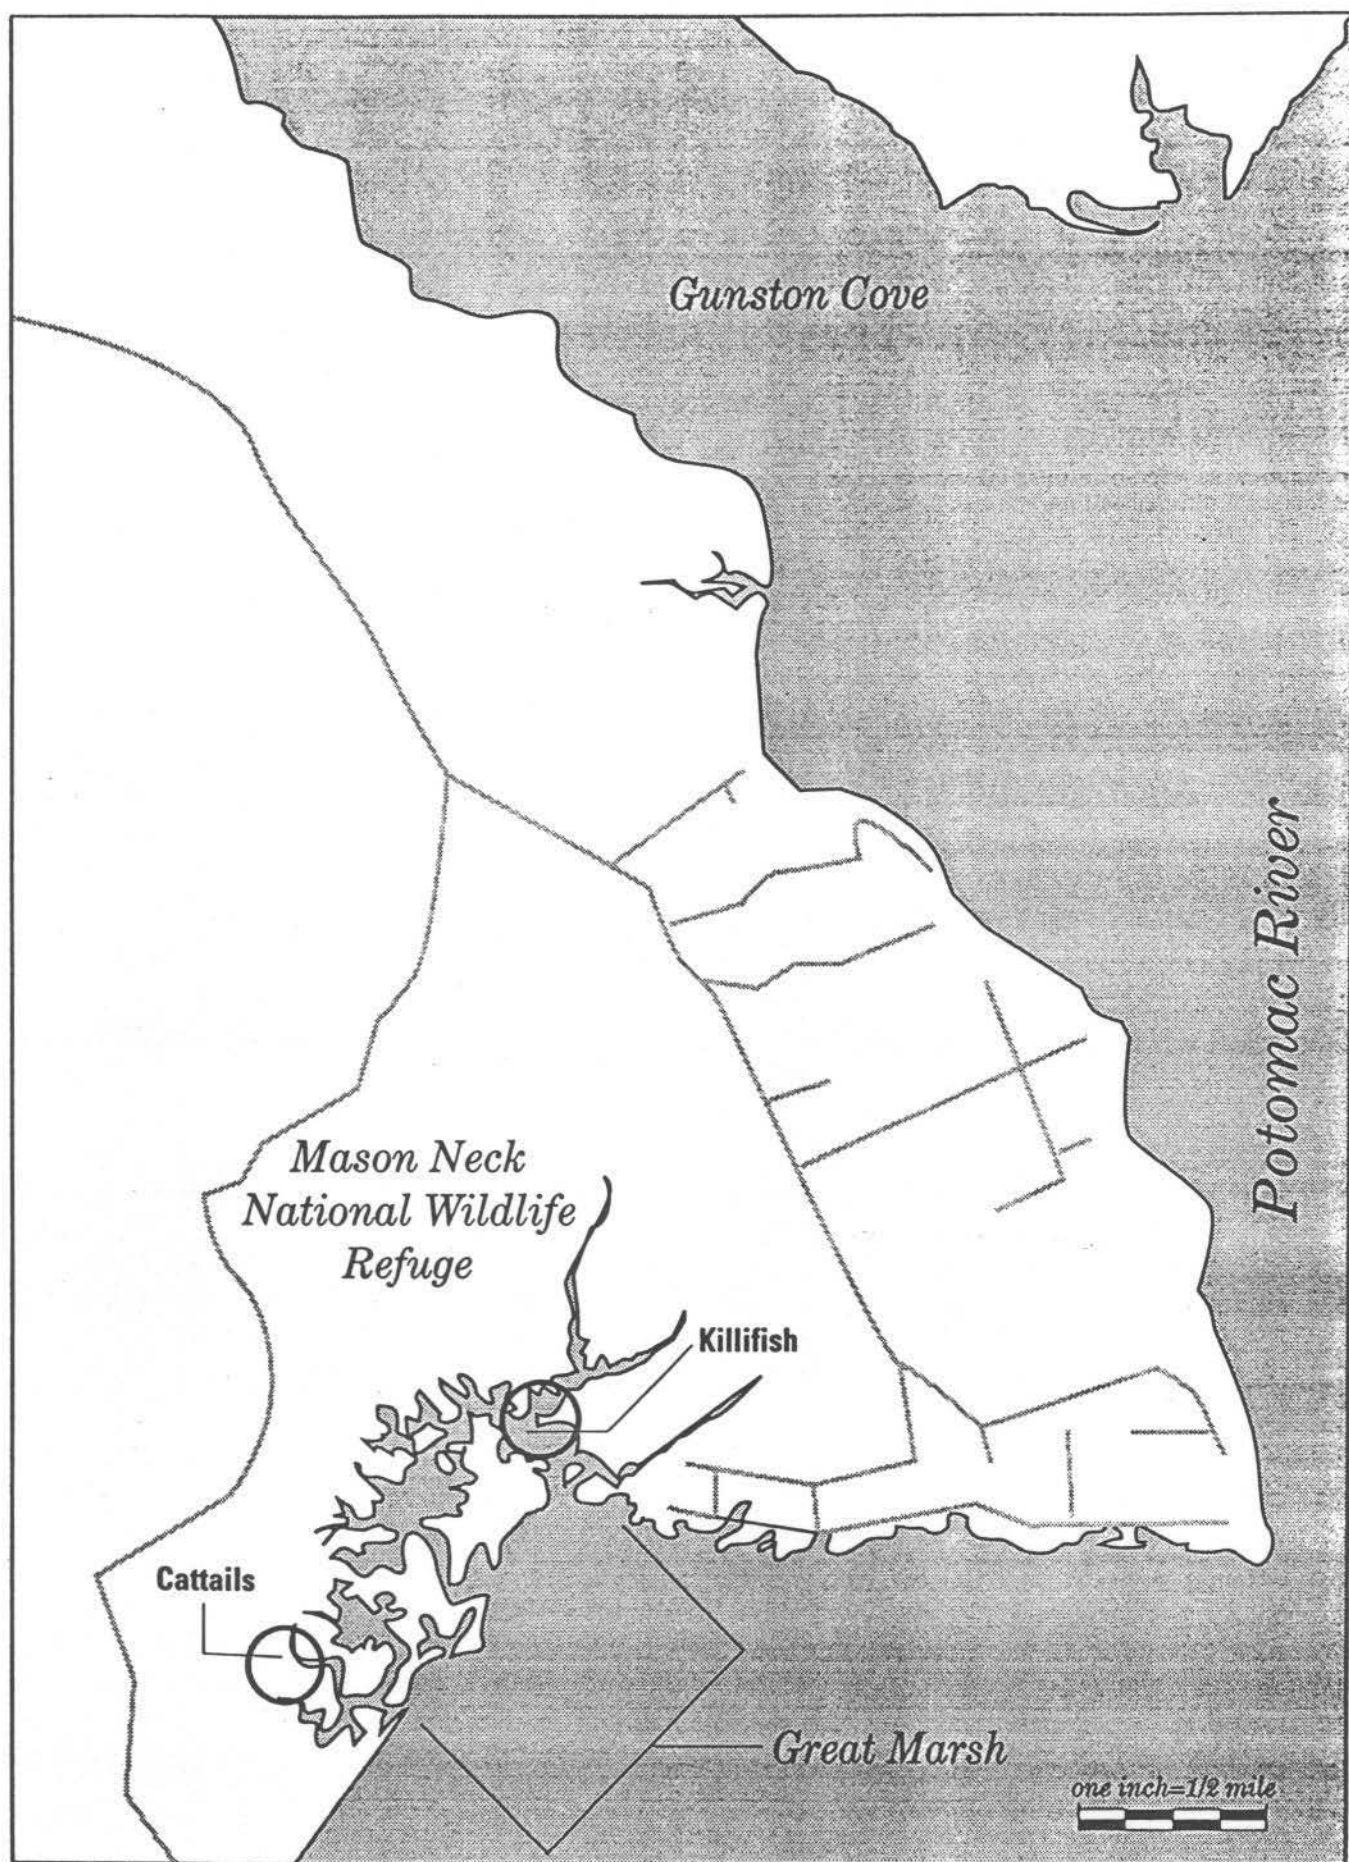 Gunston Cove
Potomac River
Mason Neck
National Wildlife
Refuge
Killifish
Cattails
Great Marsh
one inch=1/2 mile